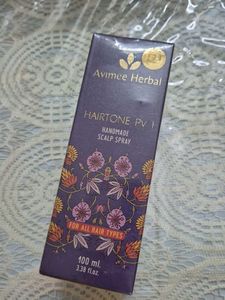 Avimee Herbal
HAIRTONE PV 1
HANDMADE
SCALP SPRAY
FOR ALL HAIR TYPES
100 ml.
3.38 fl.oz.